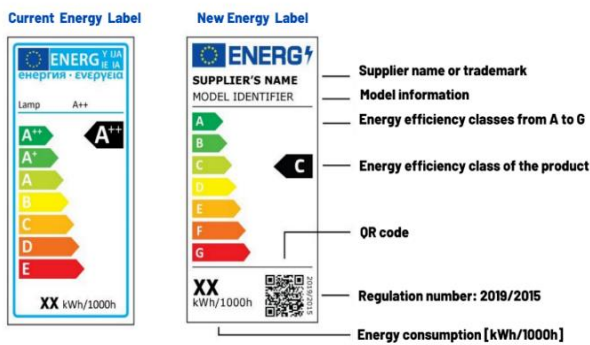 Current Energy Label
ENERG Y UA
IE IA
енергия · ενεργεια
Lamp A++
A++
A++
A+
A
B
C
D
E
XX kWh/1000h
New Energy Label
ENERG
SUPPLIER'S NAME
MODEL IDENTIFIER
A
B
C
C
D
E
F
G
XX
kWh/1000h
2019/2015
Supplier name or trademark
Model information
Energy efficiency classes from A to G
Energy efficiency class of the product
QR code
Regulation number: 2019/2015
Energy consumption [kWh/1000h]